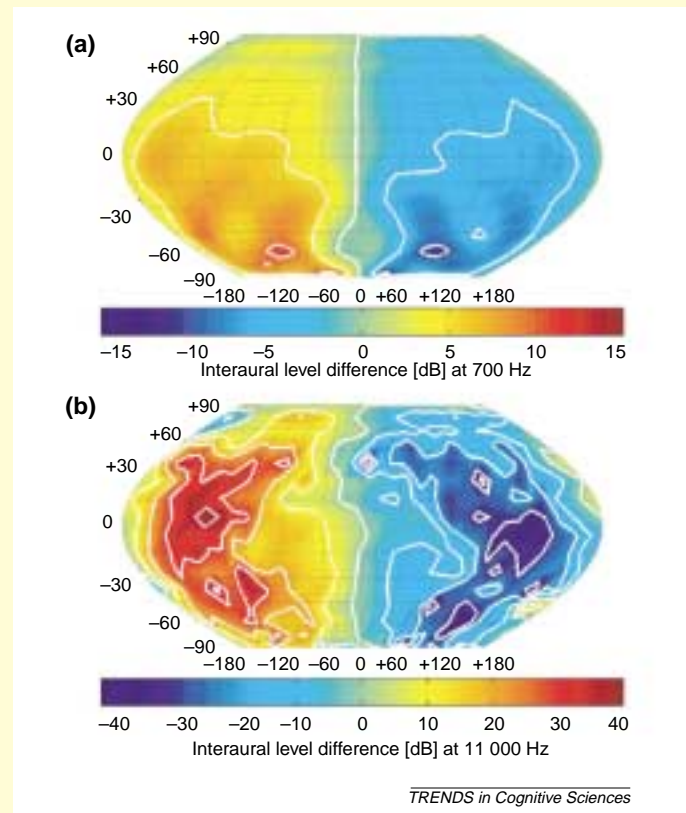 (a)
+90
+60
+30
0
–30
–60
–90
–180 –120 –60 0 +60 +120 +180
–15 –10 –5 0 5 10 15
Interaural level difference [dB] at 700 Hz
(b)
+90
+60
+30
0
–30
–60
–90
–180 –120 –60 0 +60 +120 +180
–40 –30 –20 –10 0 10 20 30 40
Interaural level difference [dB] at 11 000 Hz
TRENDS in Cognitive Sciences